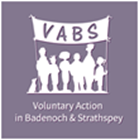 VABS
Voluntary Action
in Badenoch & Strathspey